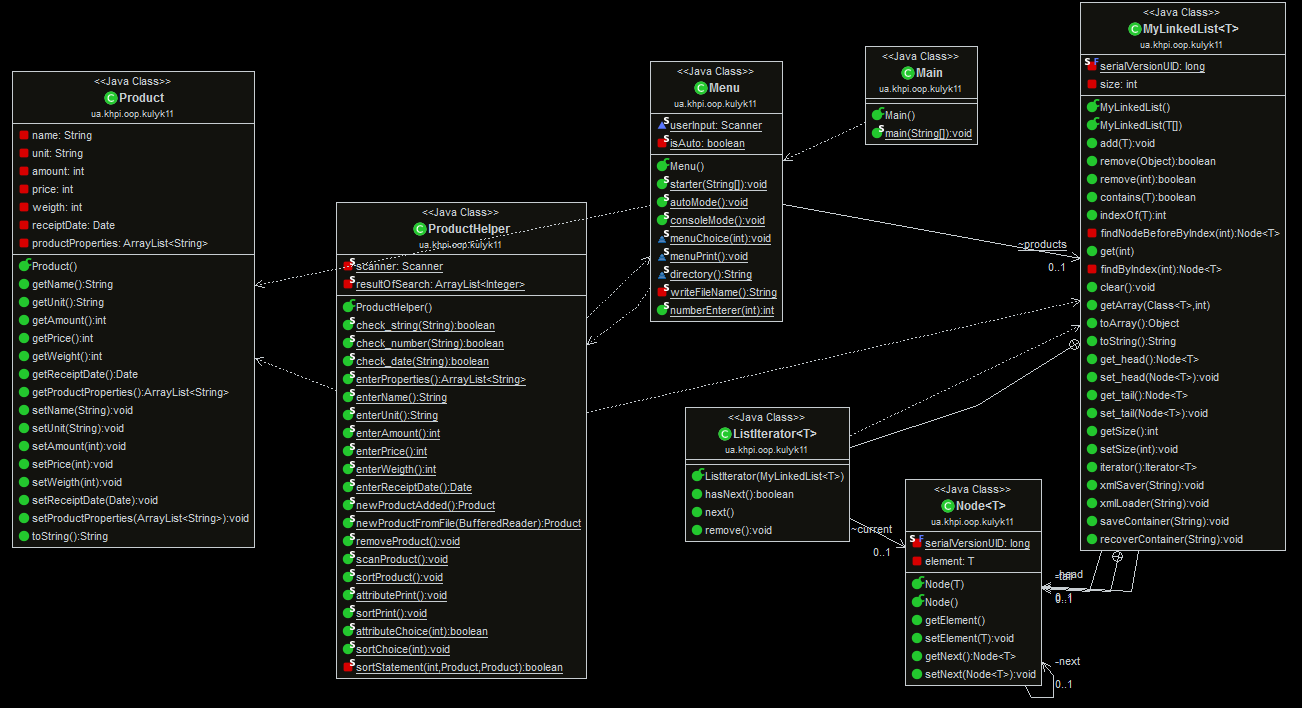 <<Java Class>>
Product
ua.khpi.oop.kulyk11
name: String
unit: String
amount: int
price: int
weigth: int
receiptDate: Date
productProperties: ArrayList<String>
Product()
getName():String
getUnit():String
getAmount():int
getPrice():int
getWeight():int
getReceiptDate():Date
getProductProperties():ArrayList<String>
setName(String):void
setUnit(String):void
setAmount(int):void
setPrice(int):void
setWeigth(int):void
setReceiptDate(Date):void
setProductProperties(ArrayList<String>):void
toString():String
<<Java Class>>
ProductHelper
ua.khpi.oop.kulyk11
scanner: Scanner
resultOfSearch: ArrayList<Integer>
ProductHelper()
check_string(String):boolean
check_number(String):boolean
check_date(String):boolean
enterProperties():ArrayList<String>
enterName():String
enterUnit():String
enterAmount():int
enterPrice():int
enterWeigth():int
enterReceiptDate():Date
newProductAdded():Product
newProductFromFile(BufferedReader):Product
removeProduct():void
scanProduct():void
sortProduct():void
attributePrint():void
sortPrint():void
attributeChoice(int):boolean
sortChoice(int):void
sortStatement(int,Product,Product):boolean
<<Java Class>>
Menu
ua.khpi.oop.kulyk11
userInput: Scanner
isAuto: boolean
Menu()
starter(String[]):void
autoMode():void
consoleMode():void
menuChoice(int):void
menuPrint():void
directory():String
writeFileName():String
numberEnterer(int):int
<<Java Class>>
Main
ua.khpi.oop.kulyk11
Main()
main(String[]):void
~products
0..1
<<Java Class>>
ListIterator<T>
ua.khpi.oop.kulyk11
ListIterator(MyLinkedList<T>)
hasNext():boolean
next()
remove():void
~current
0..1
<<Java Class>>
Node<T>
ua.khpi.oop.kulyk11
serialVersionUID: long
element: T
Node(T)
Node()
getElement()
setElement(T):void
getNext():Node<T>
setNext(Node<T>):void
-next
0..1
<<Java Class>>
MyLinkedList<T>
ua.khpi.oop.kulyk11
serialVersionUID: long
size: int
MyLinkedList()
MyLinkedList(T[])
add(T):void
remove(Object):boolean
remove(int):boolean
contains(T):boolean
indexOf(T):int
findNodeBeforeByIndex(int):Node<T>
get(int)
findByIndex(int):Node<T>
clear():void
getArray(Class<T>,int)
toArray():Object
toString():String
get_head():Node<T>
set_head(Node<T>):void
get_tail():Node<T>
set_tail(Node<T>):void
getSize():int
setSize(int):void
iterator():Iterator<T>
xmlSaver(String):void
xmlLoader(String):void
saveContainer(String):void
recoverContainer(String):void
-head
-tail
0..1
0..1